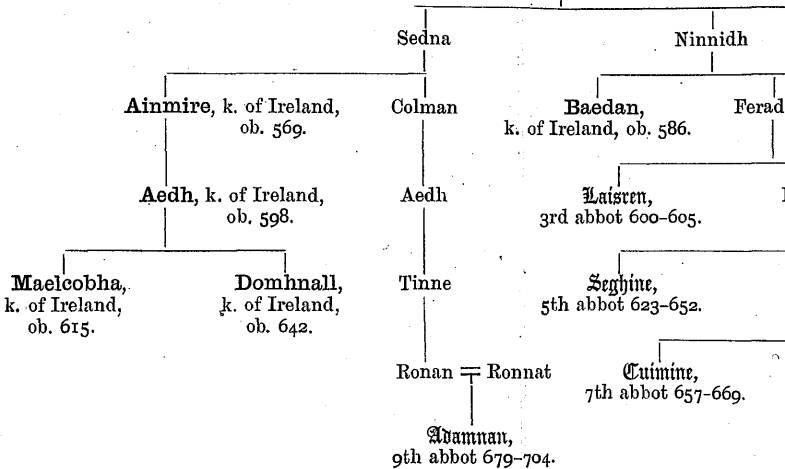 Sedna
Ninnidh
Ainmire, k. of Ireland,
ob. 569.
Colman
Baedan,
k. of Ireland, ob. 586.
Ferad
Aedh, k. of Ireland,
ob. 598.
Aedh
Laisren,
3rd abbot 600–605.
Maelcobha,
k. of Ireland,
ob. 615.
Domhnall,
k. of Ireland,
ob. 642.
Tinne
Seghine,
5th abbot 623–652.
Ronan = Ronnat
Cuimine,
7th abbot 657–669.
Adamnan,
9th abbot 679–704.